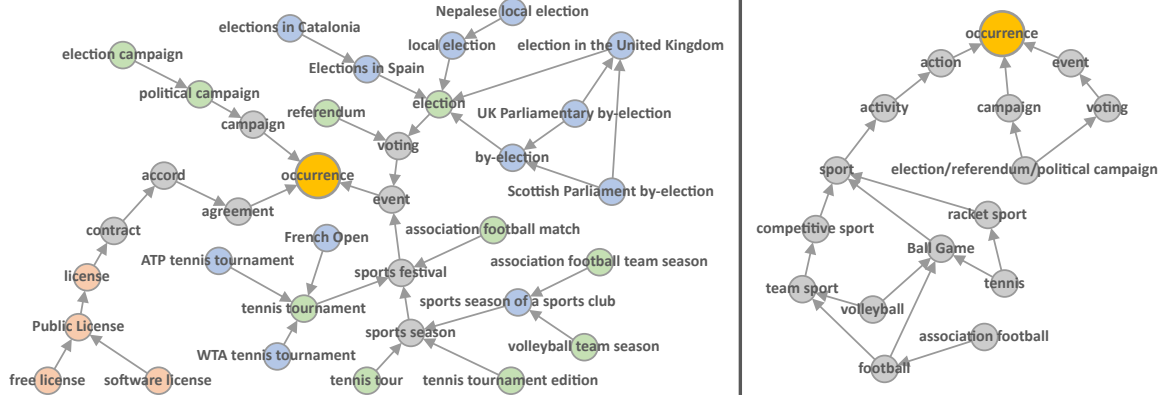 Nepalese local election
elections in Catalonia
local election
election in the United Kingdom
election campaign
Elections in Spain
political campaign
election
referendum
UK Parliamentary by-election
campaign
voting
by-election
accord
occurrence
Scottish Parliament by-election
agreement
event
contract
French Open
association football match
ATP tennis tournament
association football team season
license
sports festival
tennis tournament
sports season of a sports club
Public License
sports season
WTA tennis tournament
volleyball team season
free license
software license
tennis tour
tennis tournament edition
occurrence
action
event
activity
campaign
voting
sport
election/referendum/political campaign
racket sport
competitive sport
Ball Game
team sport
tennis
volleyball
association football
football